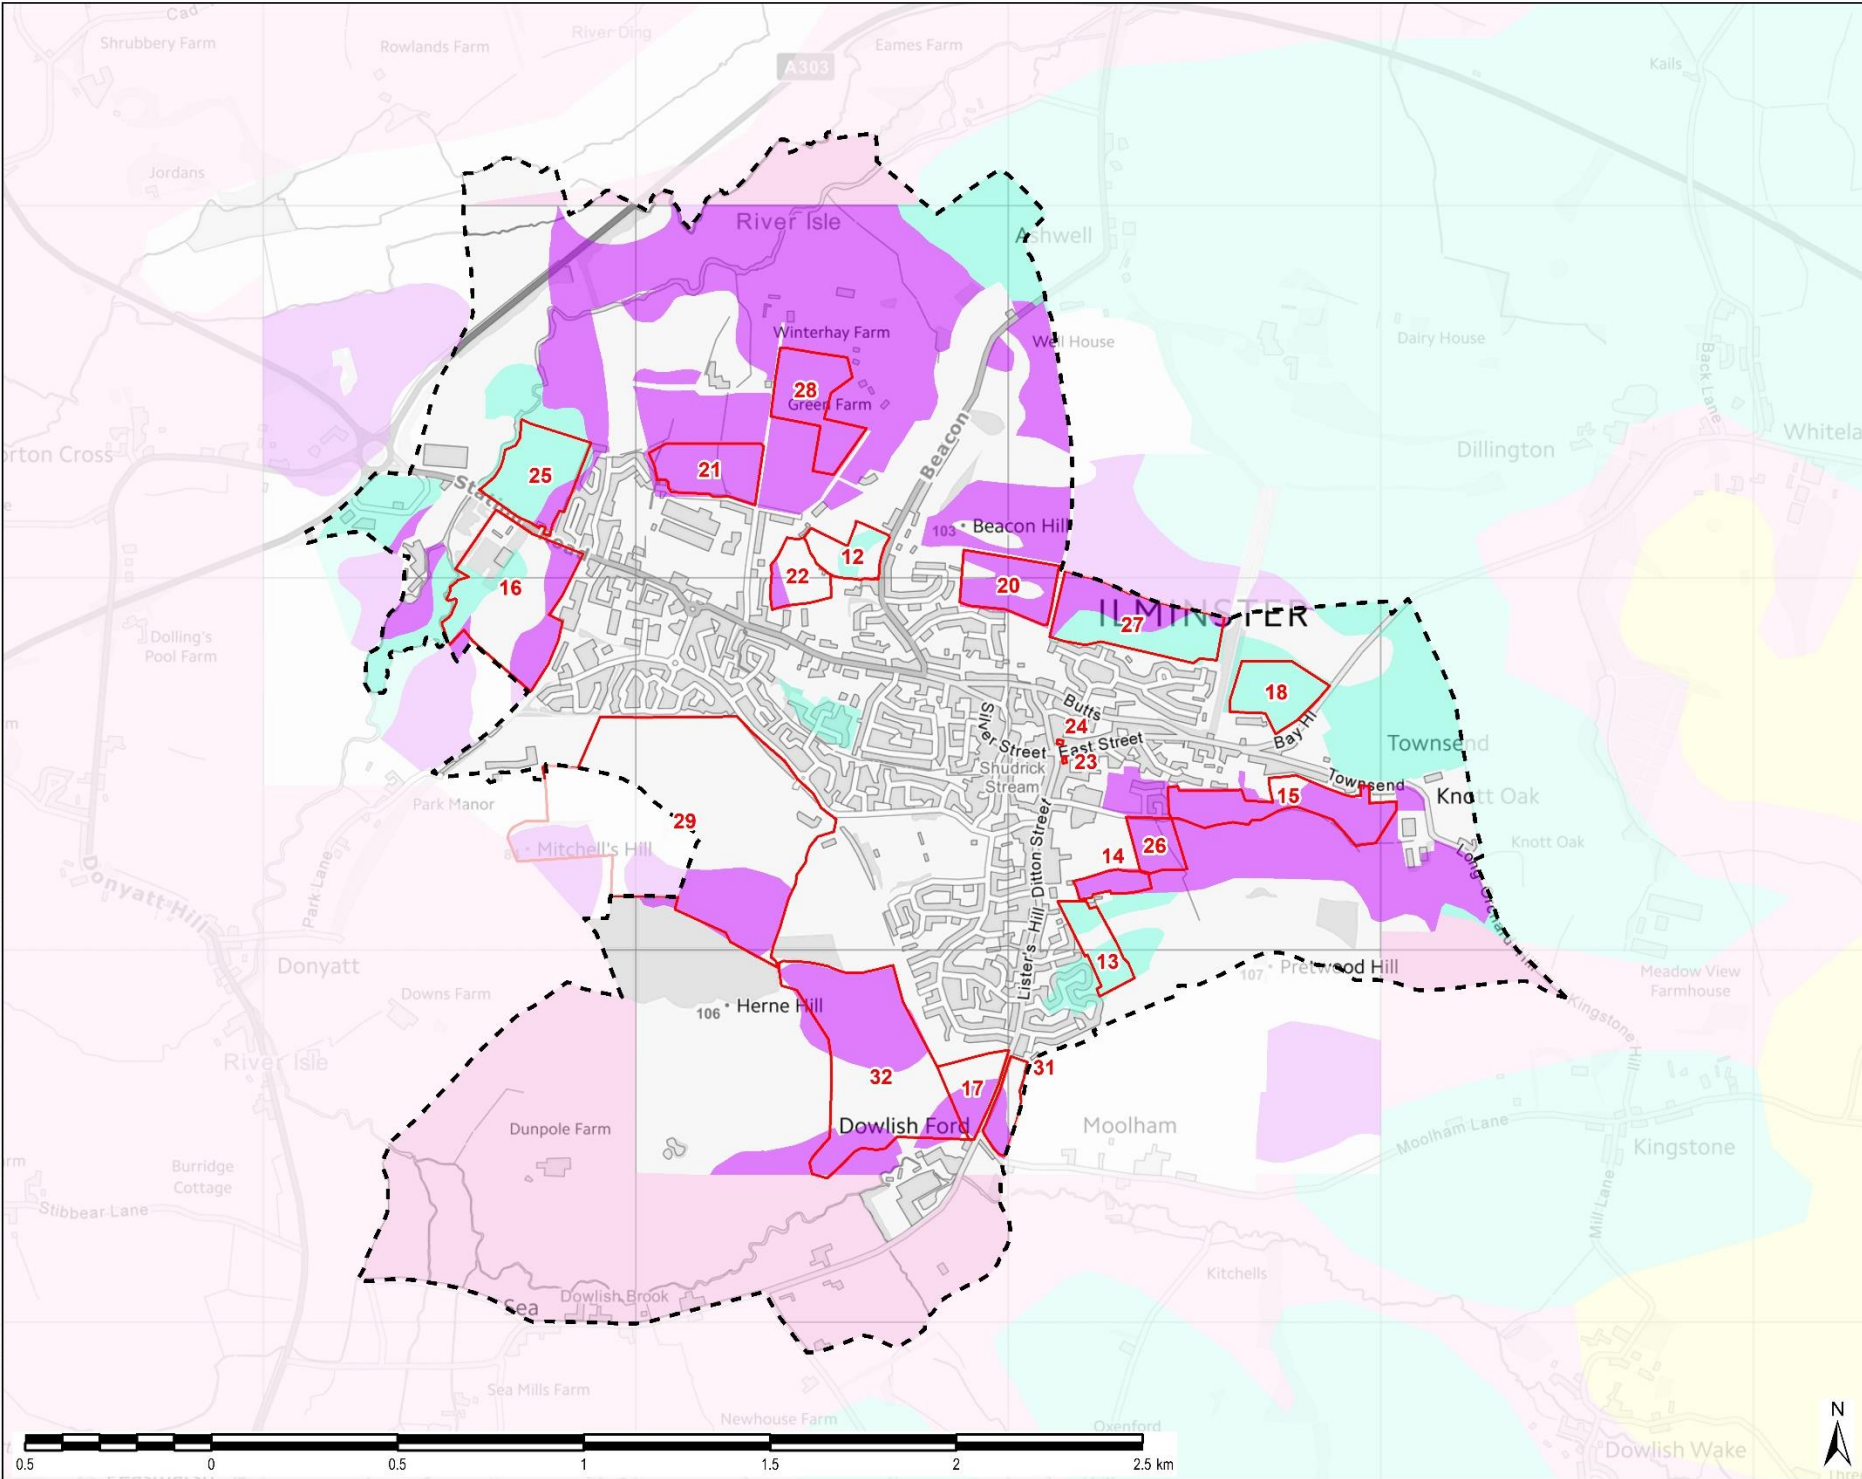 Cad
Shrubbery Farm
Rowlands Farm
River Ding
Eames Farm
A303
Kails
Jordans
River Isle
Ashwell
Winterhay Farm
Well House
Dairy House
Back Lane
28
Green Farm
Beacon
Whitela
orton Cross
Dillington
25
21
Station Road
103
Beacon Hill
12
22
20
16
ILMINSTER
27
Dolling's
Pool Farm
18
Butts
24
Silver Street
East Street
Bay Hl
Townsend
23
Shudrick
Stream
Townsend
15
Knott Oak
Park Manor
29
Mitchell's Hill
Knott Oak
14
26
Long Orchard
Donyatt Hill
Park Lane
Ditton Street
Lister's Hill
13
Donyatt
107
Pretwood Hill
Meadow View
Farmhouse
Downs Farm
106
Herne Hill
Kingstone Hill
River Isle
31
32
17
Dunpole Farm
Dowlish Ford
Moolham
Moolham Lane
Kingstone
Burridge
Cottage
Stibbear Lane
Mill Lane
Kitchells
Sea
Dowlish Brook
Sea Mills Farm
Newhouse Farm
Oxenford
Dowlish Wake
N
0.5
0
0.5
1
1.5
2
2.5 km